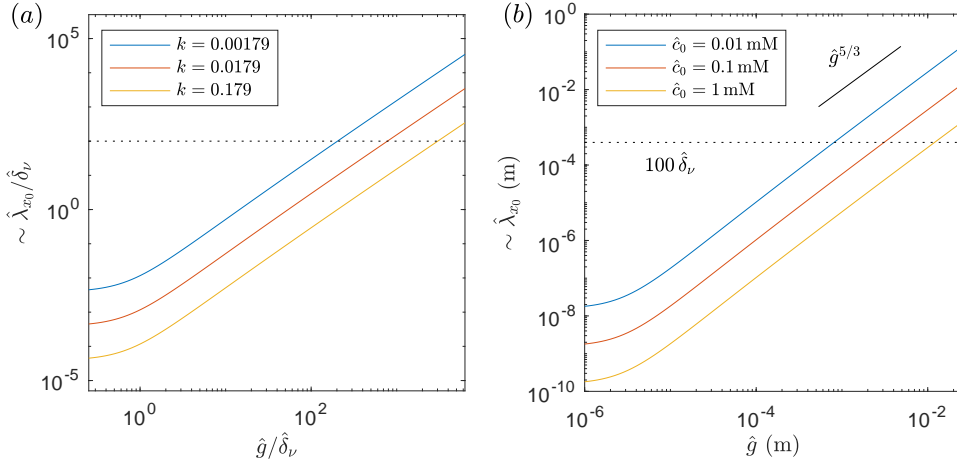 (a)
10^5
10^0
10^-5
∼ λ̂_{x_0}/δ̂_ν
k = 0.00179
k = 0.0179
k = 0.179
10^0
10^2
ĝ/δ̂_ν
(b)
10^0
10^-2
10^-4
10^-6
10^-8
10^-10
∼ λ̂_{x_0} (m)
ĉ_0 = 0.01 mM
ĉ_0 = 0.1 mM
ĉ_0 = 1 mM
ĝ^{5/3}
100 δ̂_ν
10^-6
10^-4
10^-2
ĝ (m)